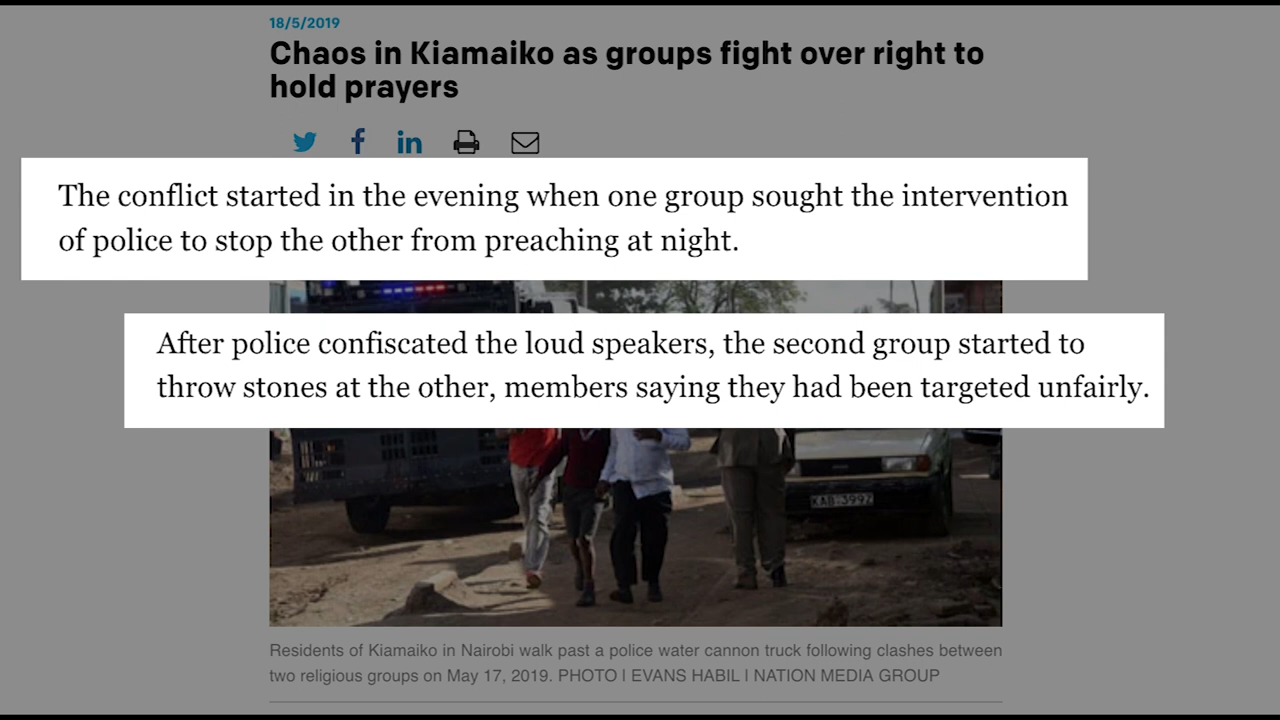 18/5/2019
Chaos in Kiamaiko as groups fight over right to
hold prayers
The conflict started in the evening when one group sought the intervention
of police to stop the other from preaching at night.
After police confiscated the loud speakers, the second group started to
throw stones at the other, members saying they had been targeted unfairly.
KAB 399Z
Residents of Kiamaiko in Nairobi walk past a police water cannon truck following clashes between
two religious groups on May 17, 2019. PHOTO I EVANS HABIL I NATION MEDIA GROUP